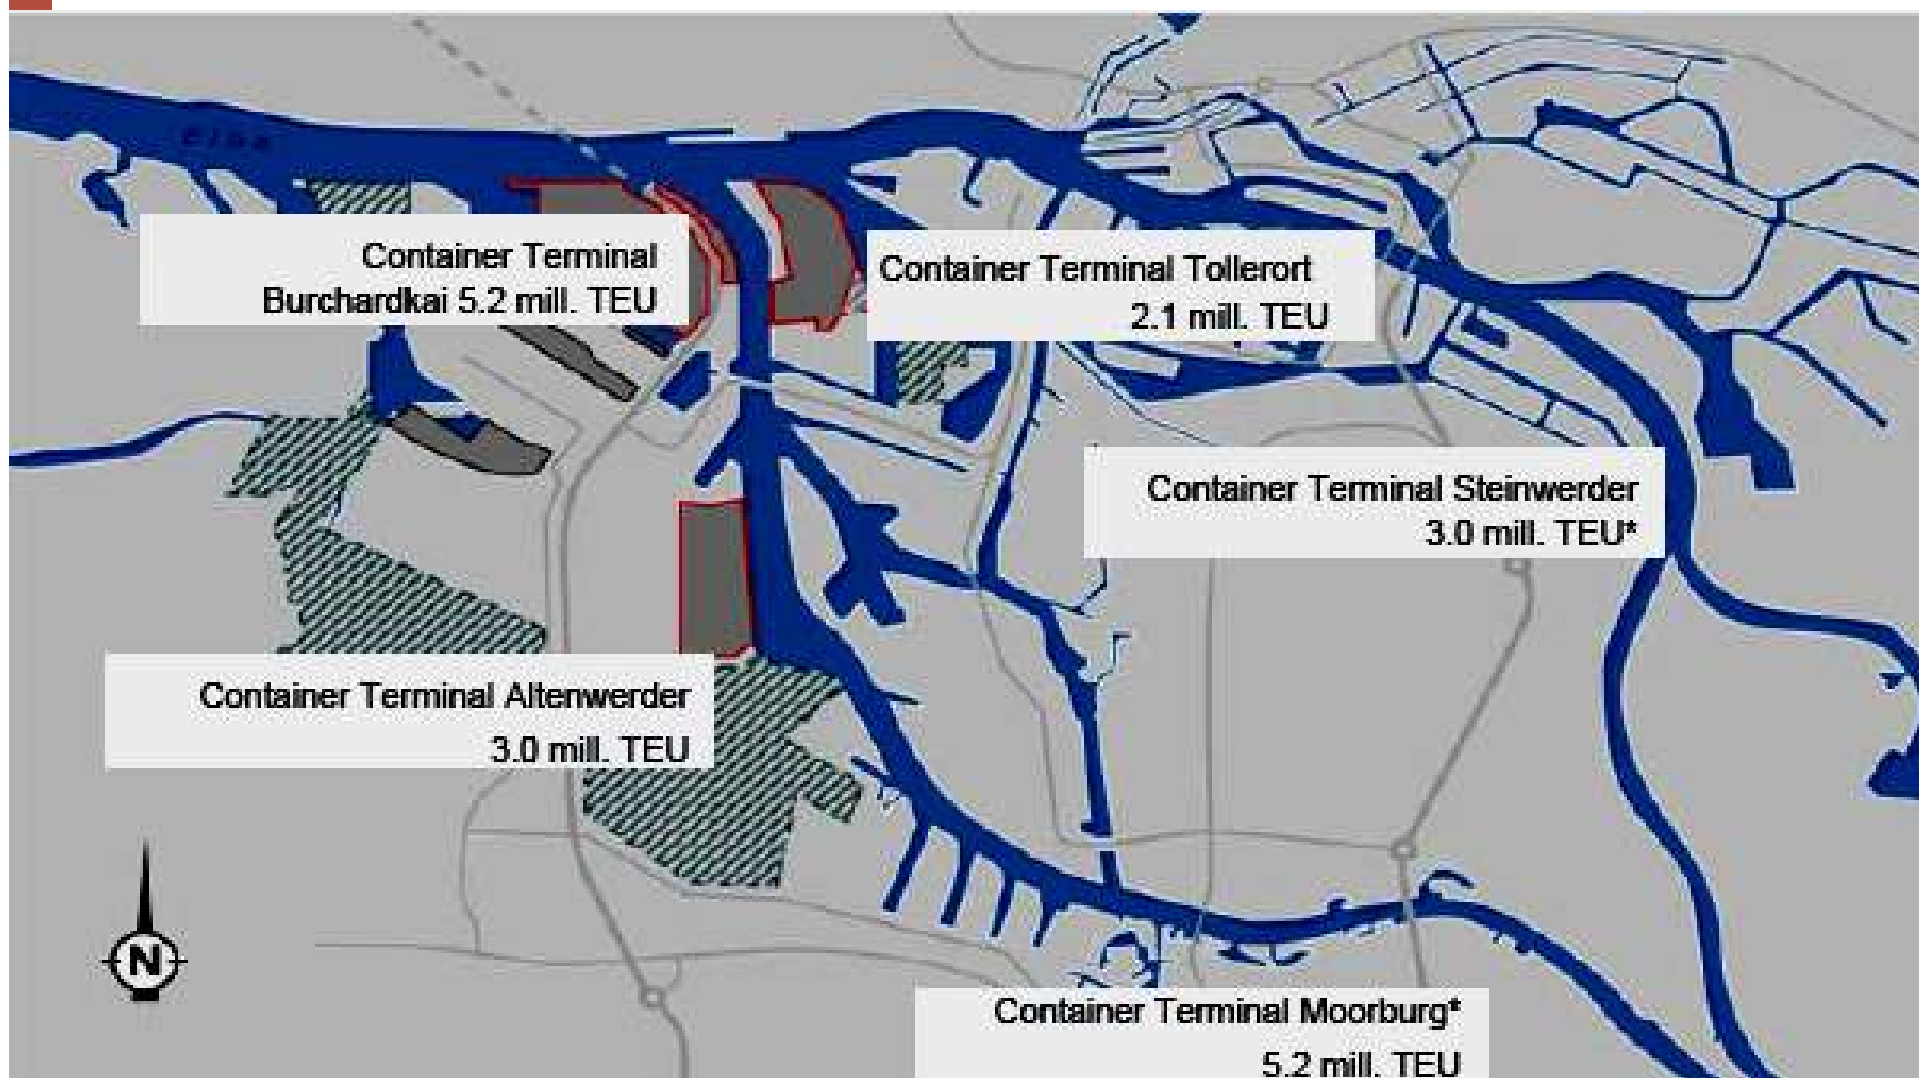 Elbe
Container Terminal
Burchardkai 5.2 mill. TEU
Container Terminal Tollerort
2.1 mill. TEU
Container Terminal Steinwerder
3.0 mill. TEU*
Container Terminal Altenwerder
3.0 mill. TEU
N
Container Terminal Moorburg*
5.2 mill. TEU